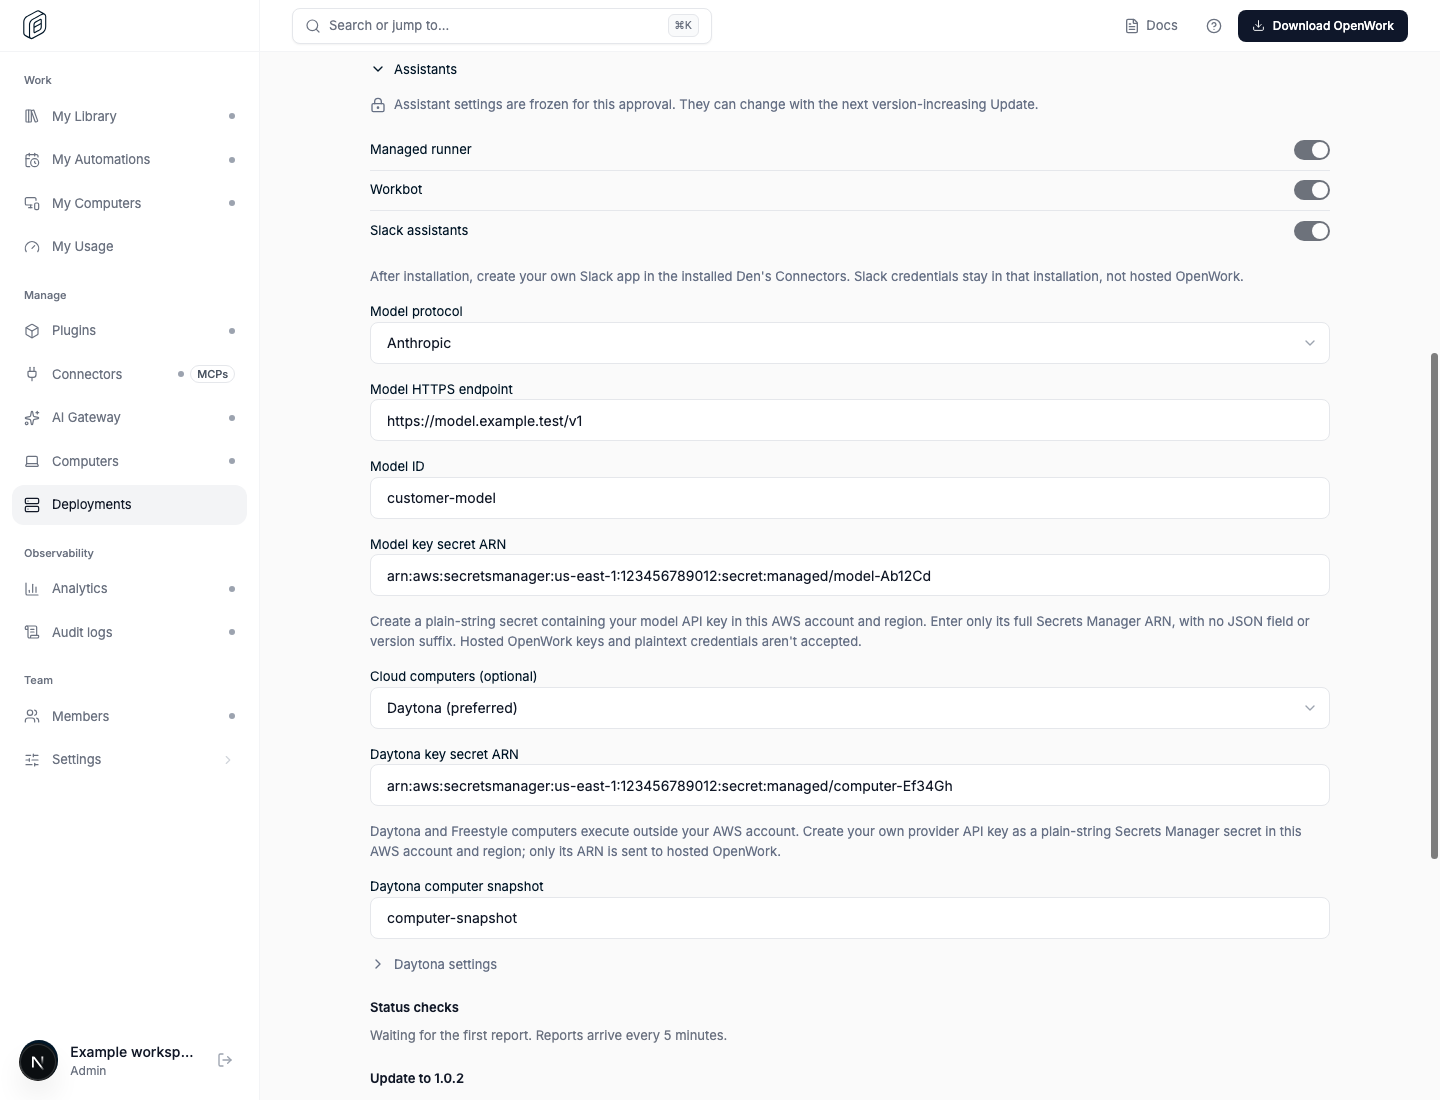 Search or jump to...
⌘K
Docs
Download OpenWork
Work
My Library
My Automations
My Computers
My Usage
Manage
Plugins
Connectors
MCPs
AI Gateway
Computers
Deployments
Observability
Analytics
Audit logs
Team
Members
Settings
Example worksp...
Admin
N
Assistants
Assistant settings are frozen for this approval. They can change with the next version-increasing Update.
Managed runner
Workbot
Slack assistants
After installation, create your own Slack app in the installed Den's Connectors. Slack credentials stay in that installation, not hosted OpenWork.
Model protocol
Anthropic
Model HTTPS endpoint
https://model.example.test/v1
Model ID
customer-model
Model key secret ARN
arn:aws:secretsmanager:us-east-1:123456789012:secret:managed/model-Ab12Cd
Create a plain-string secret containing your model API key in this AWS account and region. Enter only its full Secrets Manager ARN, with no JSON field or
version suffix. Hosted OpenWork keys and plaintext credentials aren't accepted.
Cloud computers (optional)
Daytona (preferred)
Daytona key secret ARN
arn:aws:secretsmanager:us-east-1:123456789012:secret:managed/computer-Ef34Gh
Daytona and Freestyle computers execute outside your AWS account. Create your own provider API key as a plain-string Secrets Manager secret in this
AWS account and region; only its ARN is sent to hosted OpenWork.
Daytona computer snapshot
computer-snapshot
Daytona settings
Status checks
Waiting for the first report. Reports arrive every 5 minutes.
Update to 1.0.2